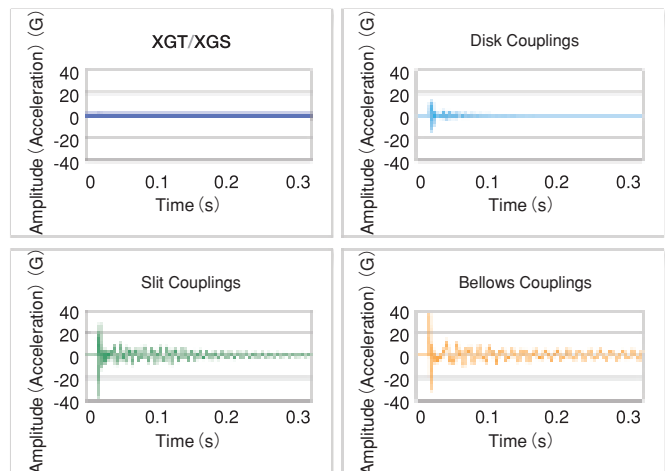 XGT/XGS
Amplitude (Acceleration) (G)
40
20
0
-20
-40
0 0.1 0.2 0.3
Time (s)
Disk Couplings
Amplitude (Acceleration) (G)
40
20
0
-20
-40
0 0.1 0.2 0.3
Time (s)
Slit Couplings
Amplitude (Acceleration) (G)
40
20
0
-20
-40
0 0.1 0.2 0.3
Time (s)
Bellows Couplings
Amplitude (Acceleration) (G)
40
20
0
-20
-40
0 0.1 0.2 0.3
Time (s)